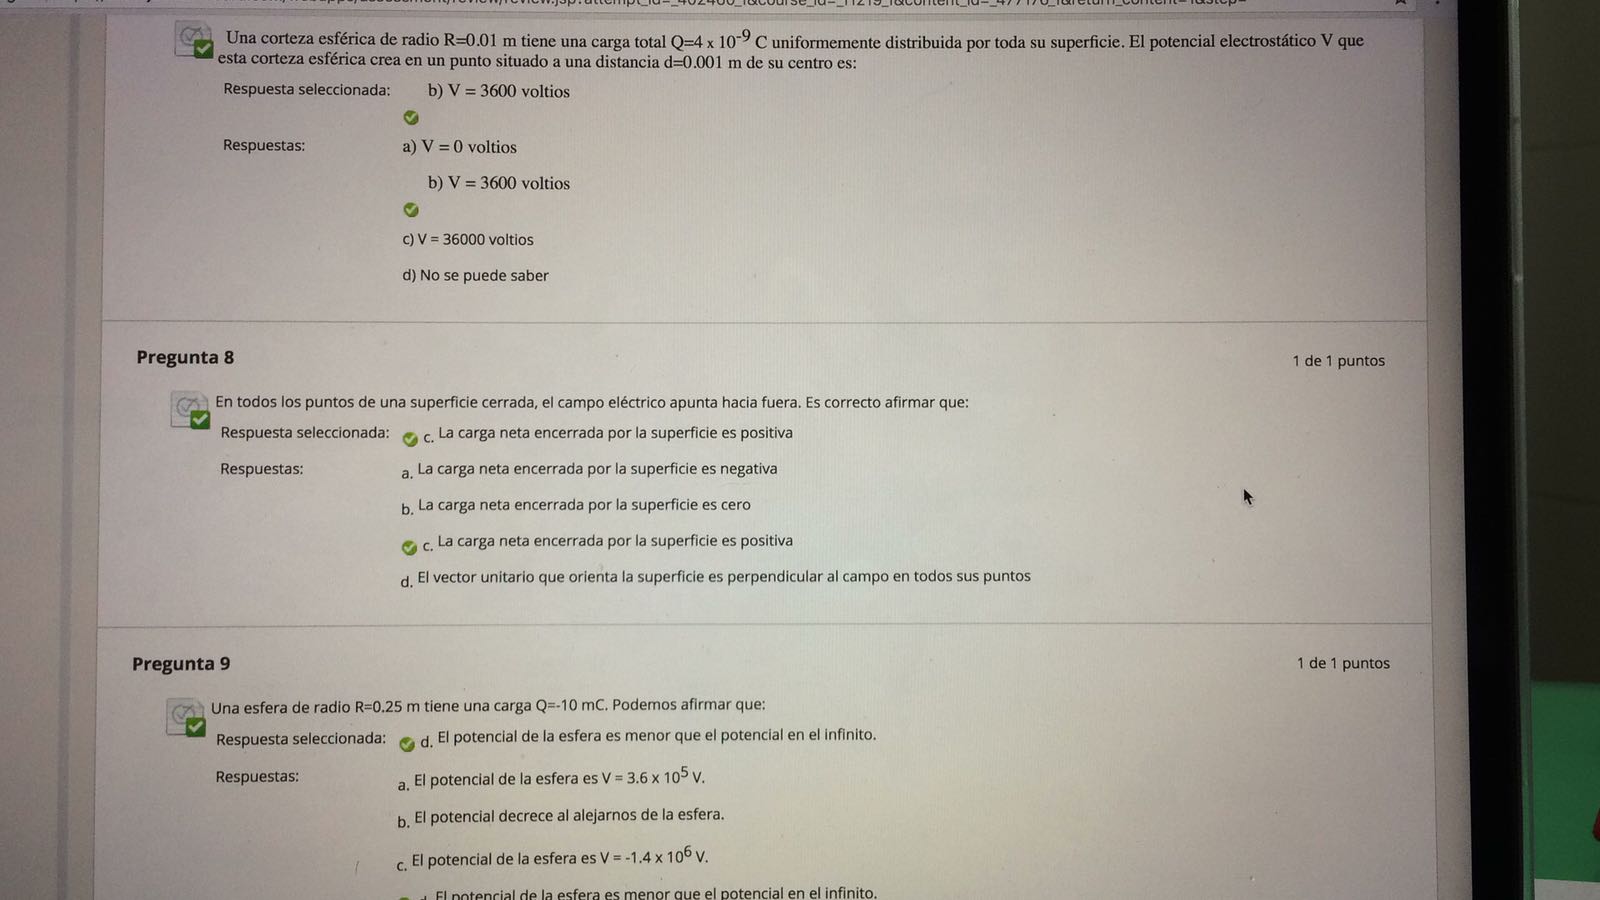 Una corteza esférica de radio R=0.01 m tiene una carga total Q=4 x 10-9 C uniformemente distribuida por toda su superficie. El potencial electrostático V que
esta corteza esférica crea en un punto situado a una distancia d=0.001 m de su centro es:
Respuesta seleccionada: b) V = 3600 voltios
Respuestas: a) V = 0 voltios
b) V = 3600 voltios
c) V = 36000 voltios
d) No se puede saber
Pregunta 8 1 de 1 puntos
En todos los puntos de una superficie cerrada, el campo eléctrico apunta hacia fuera. Es correcto afirmar que:
Respuesta seleccionada: c. La carga neta encerrada por la superficie es positiva
Respuestas: a. La carga neta encerrada por la superficie es negativa
b. La carga neta encerrada por la superficie es cero
c. La carga neta encerrada por la superficie es positiva
d. El vector unitario que orienta la superficie es perpendicular al campo en todos sus puntos
Pregunta 9 1 de 1 puntos
Una esfera de radio R=0.25 m tiene una carga Q=-10 mC. Podemos afirmar que:
Respuesta seleccionada: d. El potencial de la esfera es menor que el potencial en el infinito.
Respuestas: a. El potencial de la esfera es V = 3.6 x 10^5 V.
b. El potencial decrece al alejarnos de la esfera.
c. El potencial de la esfera es V = -1.4 x 10^6 V.
El potencial de la esfera es menor que el potencial en el infinito.